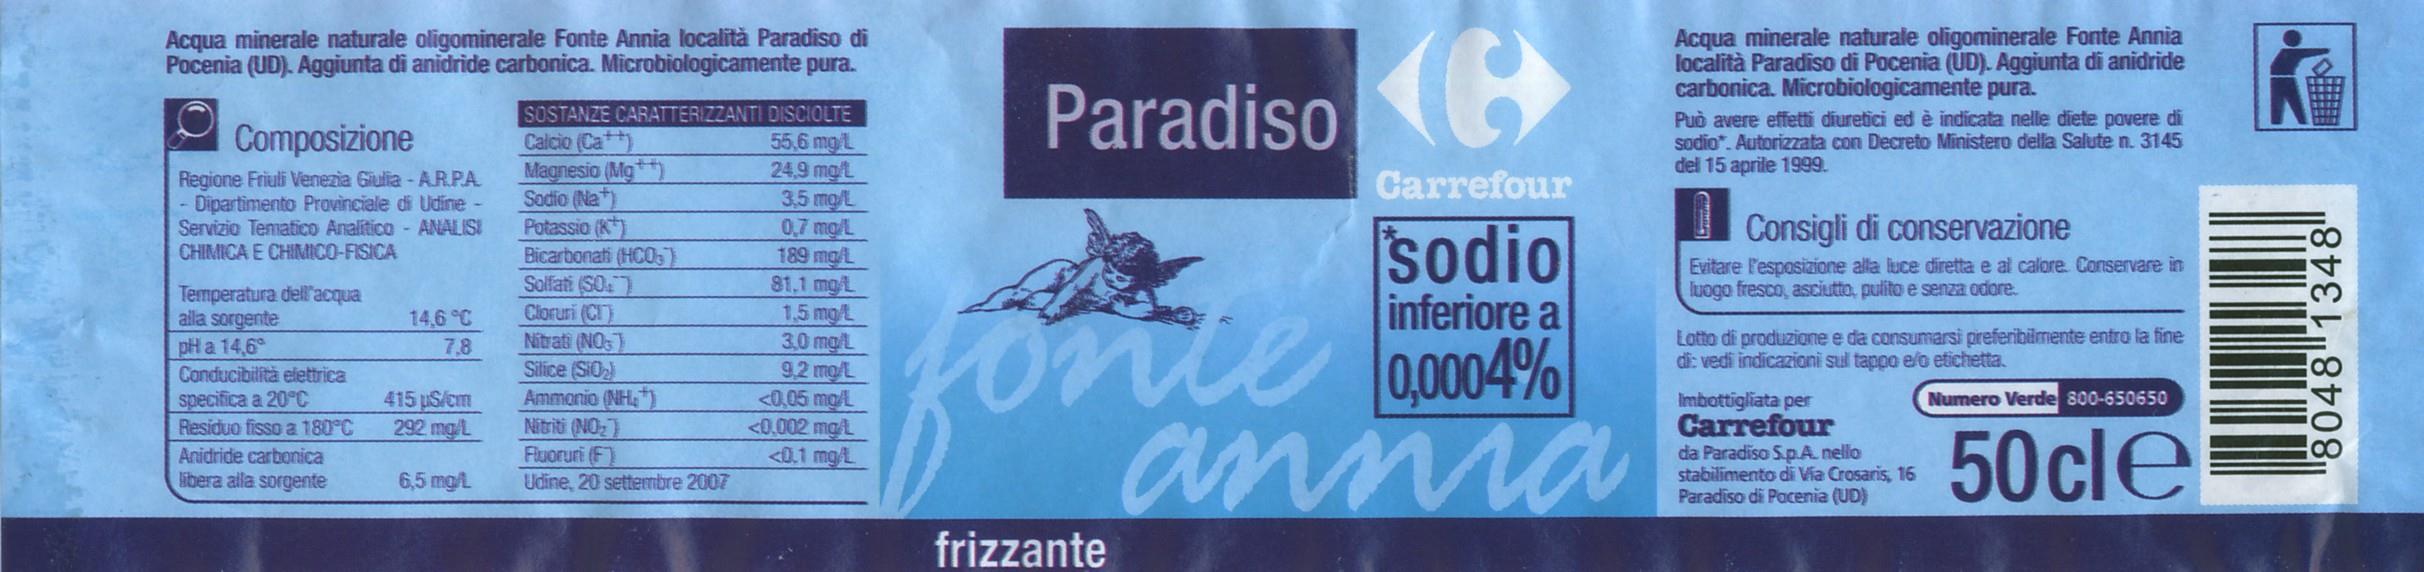 Acqua minerale naturale oligominerale Fonte Annia località Paradiso di
Pocenia (UD). Aggiunta di anidride carbonica. Microbiologicamente pura.
Composizione
Regione Friuli Venezia Giulia - A.R.P.A.
- Dipartimento Provinciale di Udine -
Servizio Tematico Analitico - ANALISI
CHIMICA E CHIMICO-FISICA
Temperatura dell'acqua
alla sorgente 14,6 °C
pH a 14,6° 7,8
Conducibilità elettrica
specifica a 20°C 415 µS/cm
Residuo fisso a 180°C 292 mg/L
Anidride carbonica
libera alla sorgente 6,5 mg/L
SOSTANZE CARATTERIZZANTI DISCIOLTE
Calcio (Ca⁺⁺) 55,6 mg/L
Magnesio (Mg⁺⁺) 24,9 mg/L
Sodio (Na⁺) 3,5 mg/L
Potassio (K⁺) 0,7 mg/L
Bicarbonati (HCO₃⁻) 189 mg/L
Solfati (SO₄⁻⁻) 81,1 mg/L
Cloruri (Cl⁻) 1,5 mg/L
Nitrati (NO₃⁻) 3,0 mg/L
Silice (SiO₂) 9,2 mg/L
Ammonio (NH₄⁺) <0,05 mg/L
Nitriti (NO₂⁻) <0,002 mg/L
Fluoruri (F⁻) <0.1 mg/L
Udine, 20 settembre 2007
Paradiso
Carrefour
fonte
annia
*sodio
inferiore a
0,0004%
frizzante
Acqua minerale naturale oligominerale Fonte Annia
località Paradiso di Pocenia (UD). Aggiunta di anidride
carbonica. Microbiologicamente pura.
Può avere effetti diuretici ed è indicata nelle diete povere di
sodio*. Autorizzata con Decreto Ministero della Salute n. 3145
del 15 aprile 1999.
Consigli di conservazione
Evitare l'esposizione alla luce diretta e al calore. Conservare in
luogo fresco, asciutto, pulito e senza odore.
Lotto di produzione e da consumarsi preferibilmente entro la fine
di: vedi indicazioni sul tappo e/o etichetta.
Imbottigliata per
Carrefour
da Paradiso S.p.A. nello
stabilimento di Via Crosaris, 16
Paradiso di Pocenia (UD)
Numero Verde 800-650650
50cl e
80481348